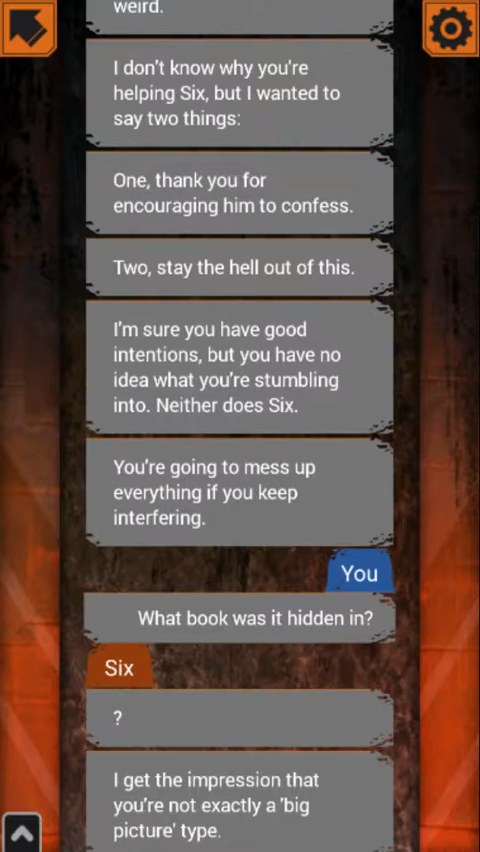 weird.
I don't know why you're
helping Six, but I wanted to
say two things:
One, thank you for
encouraging him to confess.
Two, stay the hell out of this.
I'm sure you have good
intentions, but you have no
idea what you're stumbling
into. Neither does Six.
You're going to mess up
everything if you keep
interfering.
You
What book was it hidden in?
Six
?
I get the impression that
you're not exactly a 'big
picture' type.